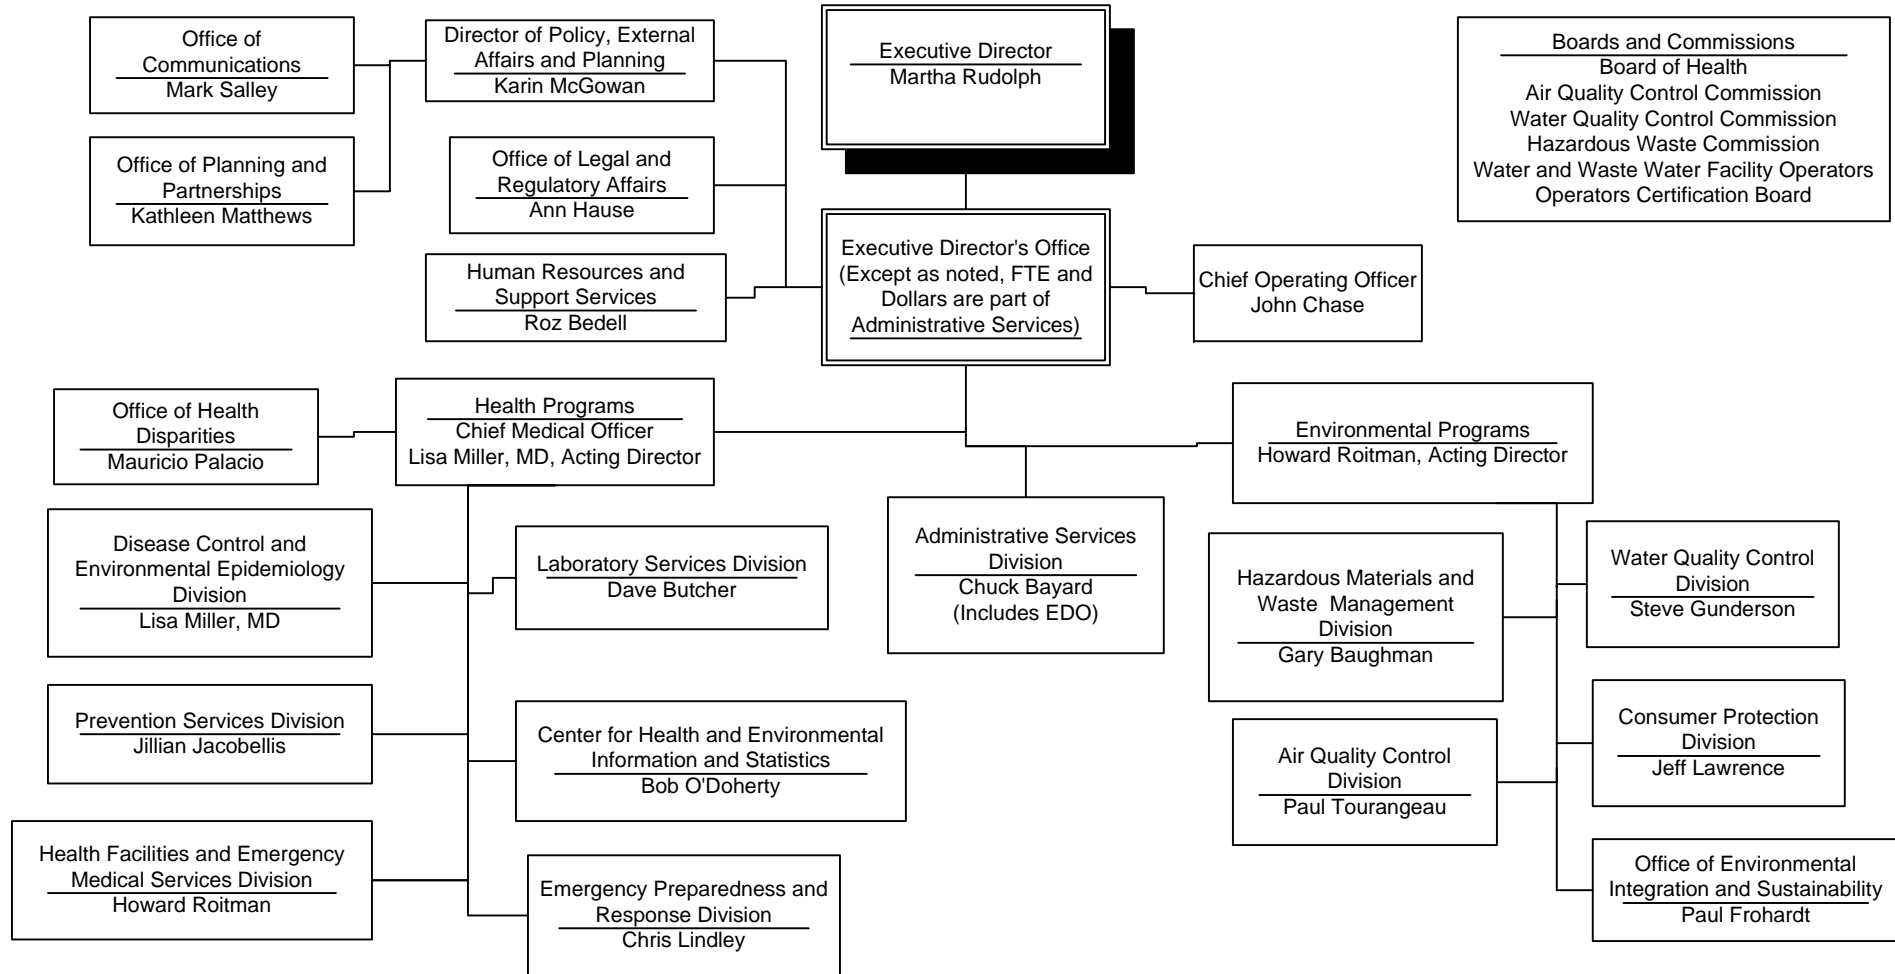 Office of
Communications
Mark Salley
Director of Policy, External
Affairs and Planning
Karin McGowan
Executive Director
Martha Rudolph
Boards and Commissions
Board of Health
Air Quality Control Commission
Water Quality Control Commission
Hazardous Waste Commission
Water and Waste Water Facility Operators
Operators Certification Board
Office of Planning and
Partnerships
Kathleen Matthews
Office of Legal and
Regulatory Affairs
Ann Hause
Human Resources and
Support Services
Roz Bedell
Executive Director's Office
(Except as noted, FTE and
Dollars are part of
Administrative Services)
Chief Operating Officer
John Chase
Office of Health
Disparities
Mauricio Palacio
Health Programs
Chief Medical Officer
Lisa Miller, MD, Acting Director
Environmental Programs
Howard Roitman, Acting Director
Disease Control and
Environmental Epidemiology
Division
Lisa Miller, MD
Laboratory Services Division
Dave Butcher
Administrative Services
Division
Chuck Bayard
(Includes EDO)
Hazardous Materials and
Waste  Management
Division
Gary Baughman
Water Quality Control
Division
Steve Gunderson
Prevention Services Division
Jillian Jacobellis
Center for Health and Environmental
Information and Statistics
Bob O'Doherty
Air Quality Control
Division
Paul Tourangeau
Consumer Protection
Division
Jeff Lawrence
Health Facilities and Emergency
Medical Services Division
Howard Roitman
Emergency Preparedness and
Response Division
Chris Lindley
Office of Environmental
Integration and Sustainability
Paul Frohardt